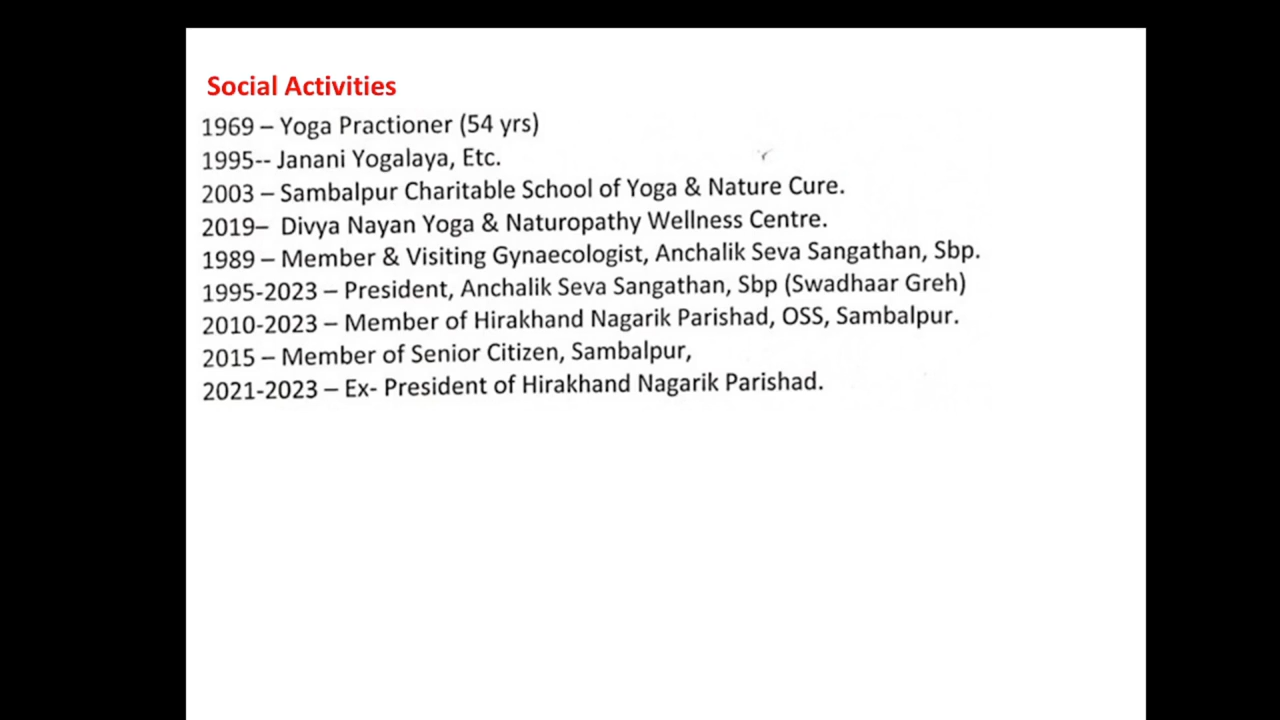 Social Activities
1969 – Yoga Practioner (54 yrs)
1995-- Janani Yogalaya, Etc.
2003 – Sambalpur Charitable School of Yoga & Nature Cure.
2019– Divya Nayan Yoga & Naturopathy Wellness Centre.
1989 – Member & Visiting Gynaecologist, Anchalik Seva Sangathan, Sbp.
1995-2023 – President, Anchalik Seva Sangathan, Sbp (Swadhaar Greh)
2010-2023 – Member of Hirakhand Nagarik Parishad, OSS, Sambalpur.
2015 – Member of Senior Citizen, Sambalpur,
2021-2023 – Ex- President of Hirakhand Nagarik Parishad.